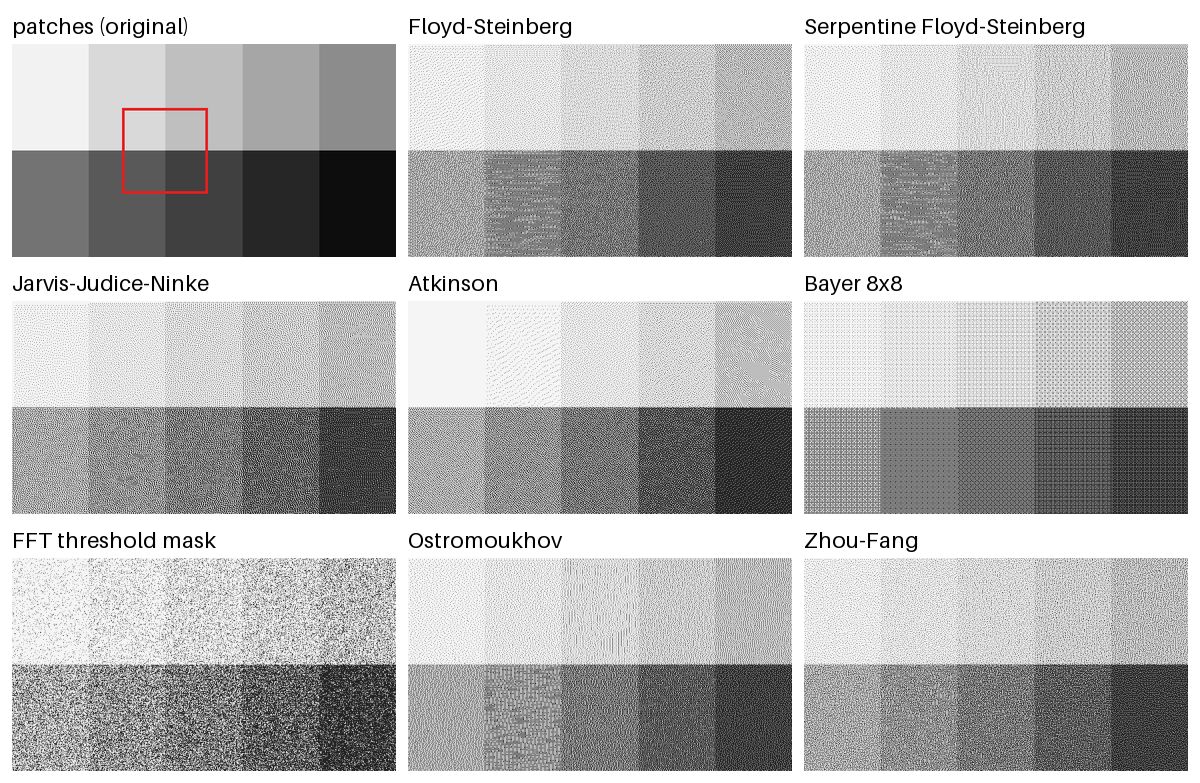 patches (original)
Floyd-Steinberg
Serpentine Floyd-Steinberg
Jarvis-Judice-Ninke
Atkinson
Bayer 8x8
FFT threshold mask
Ostromoukhov
Zhou-Fang